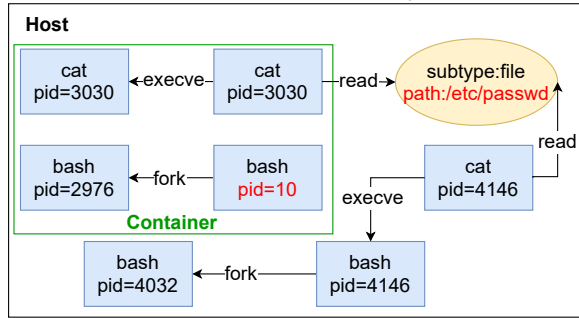 Host
cat
pid=3030
execve
cat
pid=3030
read
subtype:file
path:/etc/passwd
read
bash
pid=2976
fork
bash
pid=10
cat
pid=4146
execve
Container
bash
pid=4032
fork
bash
pid=4146